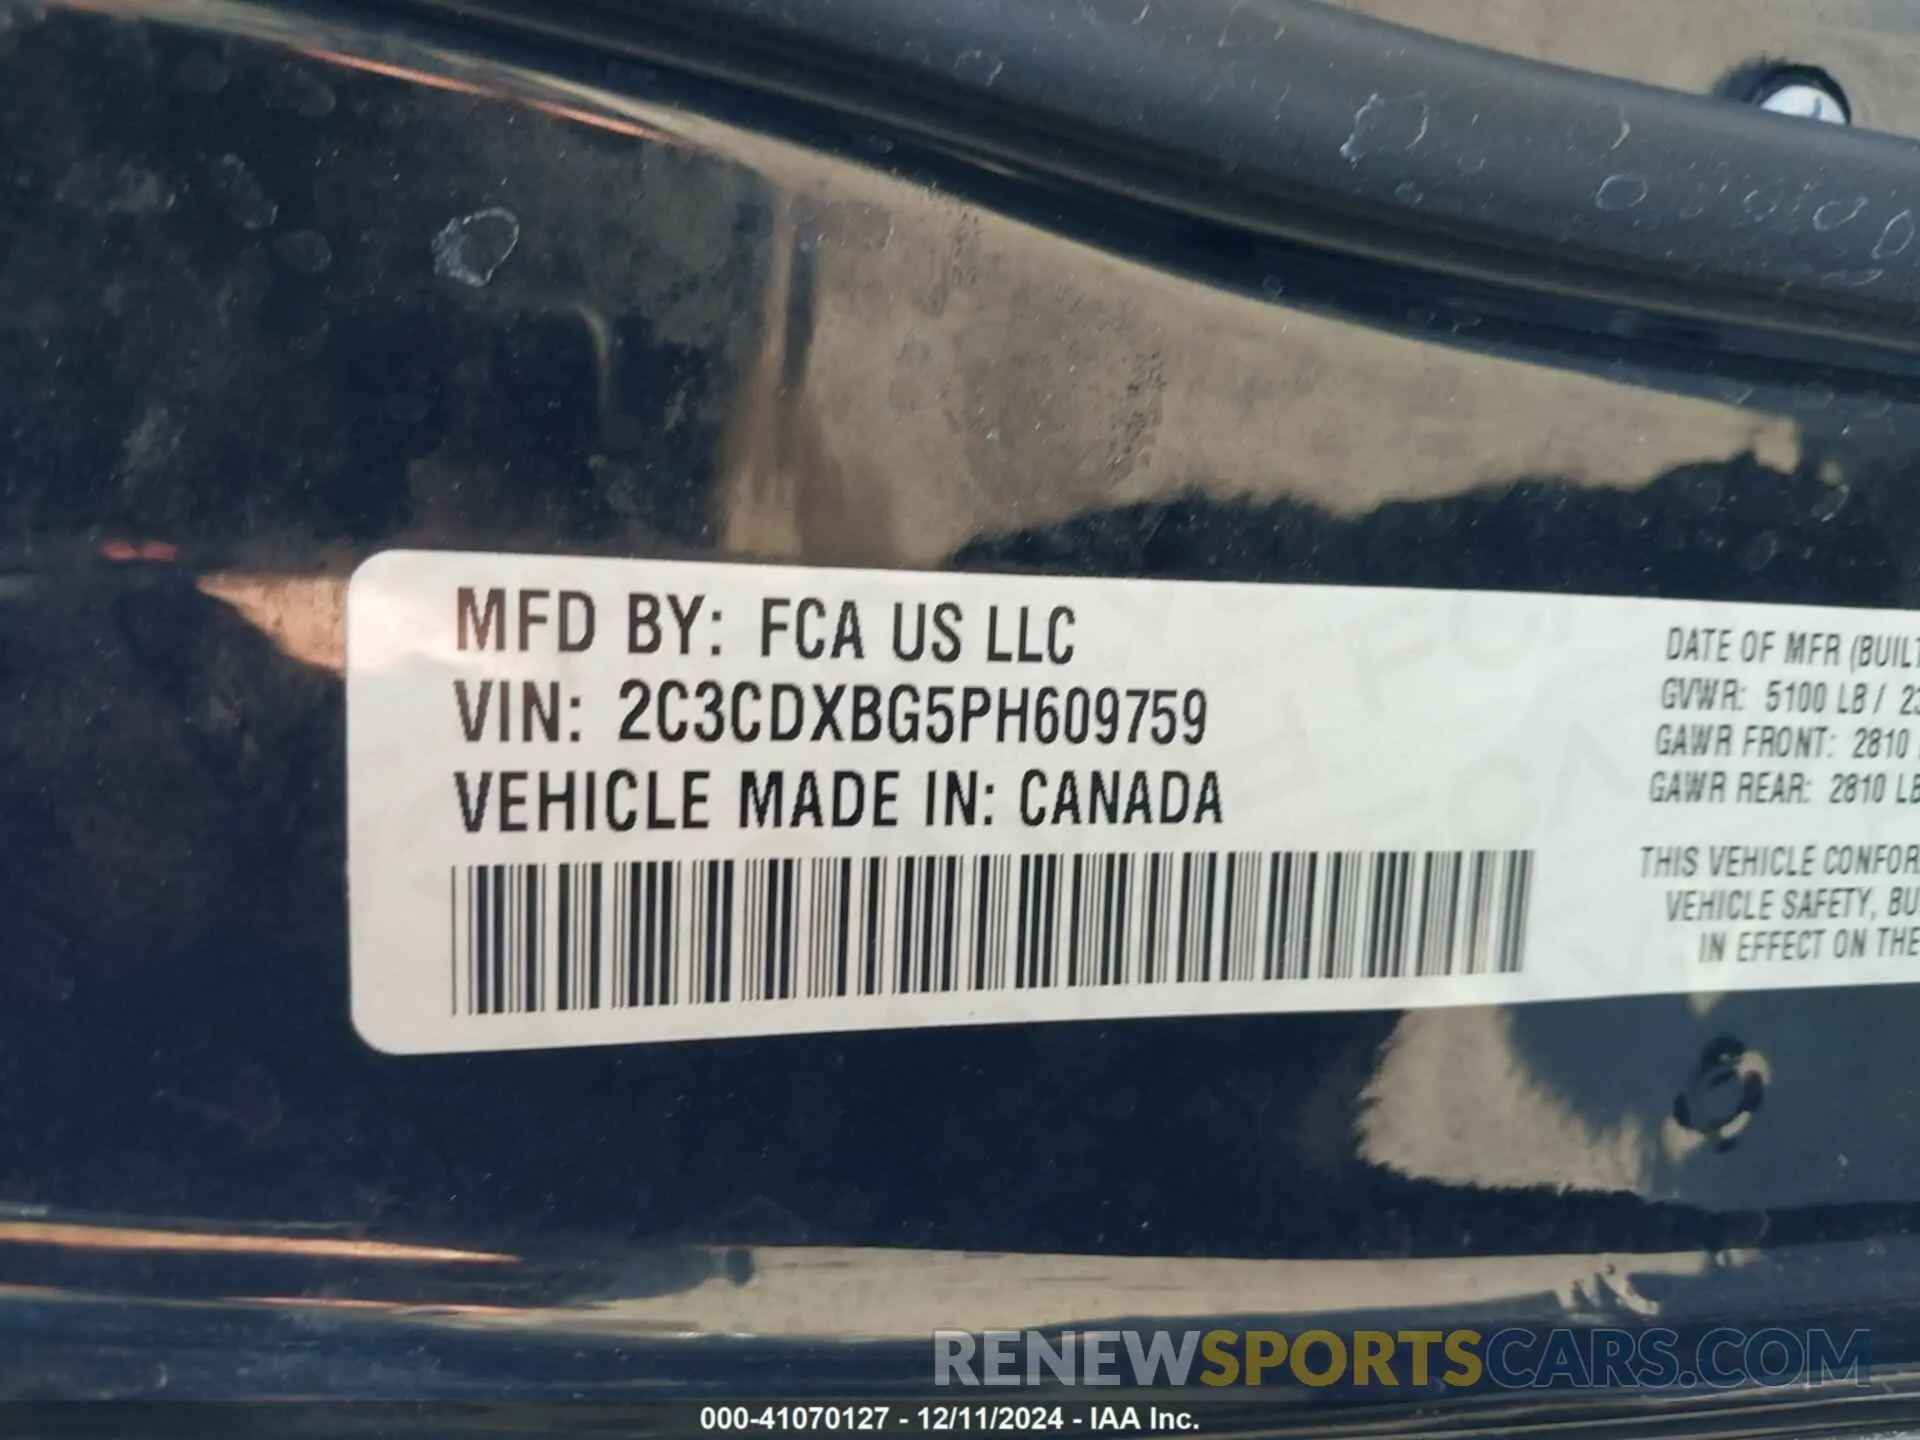 MFD BY: FCA US LLC
VIN: 2C3CDXBG5PH609759
VEHICLE MADE IN: CANADA
DATE OF MFR (BUILT
GVWR: 5100 LB /
GAWR FRONT: 2810
GAWR REAR: 2810 LB
THIS VEHICLE
VEHICLE SAFETY,
IN EFFECT ON THE
RENEWSPORTSCARS.COM
000-41070127 - 12/11/2024 - IAA Inc.